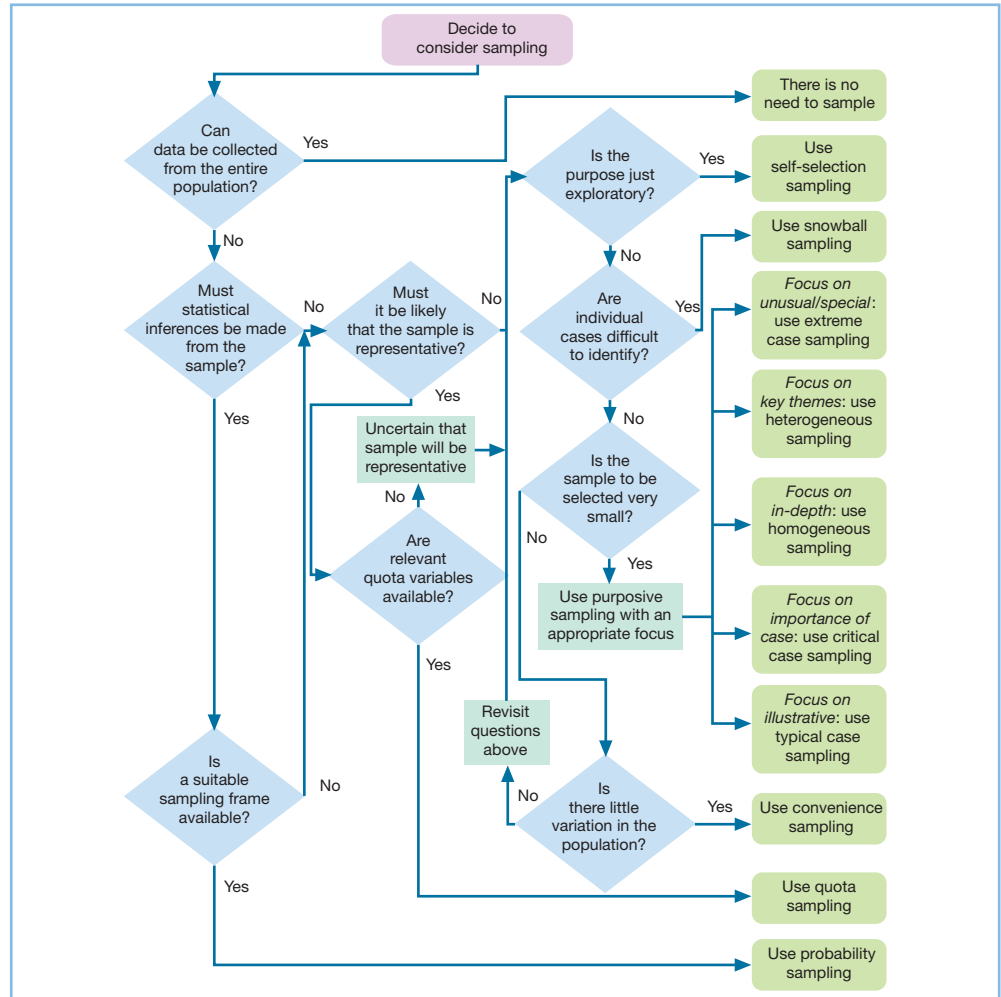 Decide to
consider sampling
There is no
need to sample
Can
data be collected
from the entire
population?
Yes
No
Is the
purpose just
exploratory?
Yes
Use
self-selection
sampling
No
Use snowball
sampling
Must
statistical
inferences be made
from the
sample?
No
Yes
Must
it be likely
that the sample is
representative?
No
Yes
Are
individual
cases difficult
to identify?
Yes
No
Focus on
unusual/special: use extreme
case sampling
Focus on
key themes: use
heterogeneous
sampling
Uncertain that
sample will be
representative
No
Is the
sample to be
selected very
small?
No
Yes
Focus on
in-depth: use
homogeneous
sampling
Are
relevant
quota variables
available?
Yes
Use purposive
sampling with an
appropriate focus
Focus on
importance of
case: use critical
case sampling
Revisit
questions
above
No
Focus on
illustrative: use
typical case
sampling
Is
a suitable
sampling frame
available?
No
Yes
Is
there little
variation in the
population?
Yes
Use convenience
sampling
Use quota
sampling
Use probability
sampling